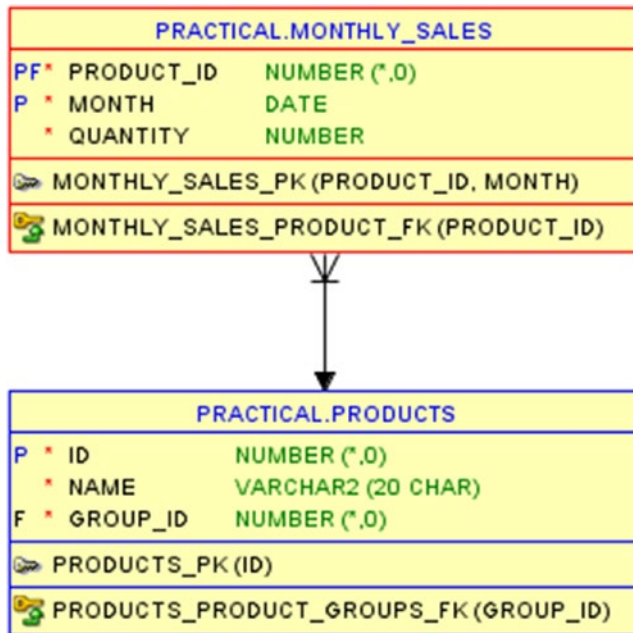 PRACTICAL.MONTHLY_SALES
PF* PRODUCT_ID NUMBER (*,0)
P * MONTH DATE
* QUANTITY NUMBER
MONTHLY_SALES_PK (PRODUCT_ID, MONTH)
MONTHLY_SALES_PRODUCT_FK (PRODUCT_ID)
PRACTICAL.PRODUCTS
P * ID NUMBER (*,0)
* NAME VARCHAR2 (20 CHAR)
F * GROUP_ID NUMBER (*,0)
PRODUCTS_PK (ID)
PRODUCTS_PRODUCT_GROUPS_FK (GROUP_ID)